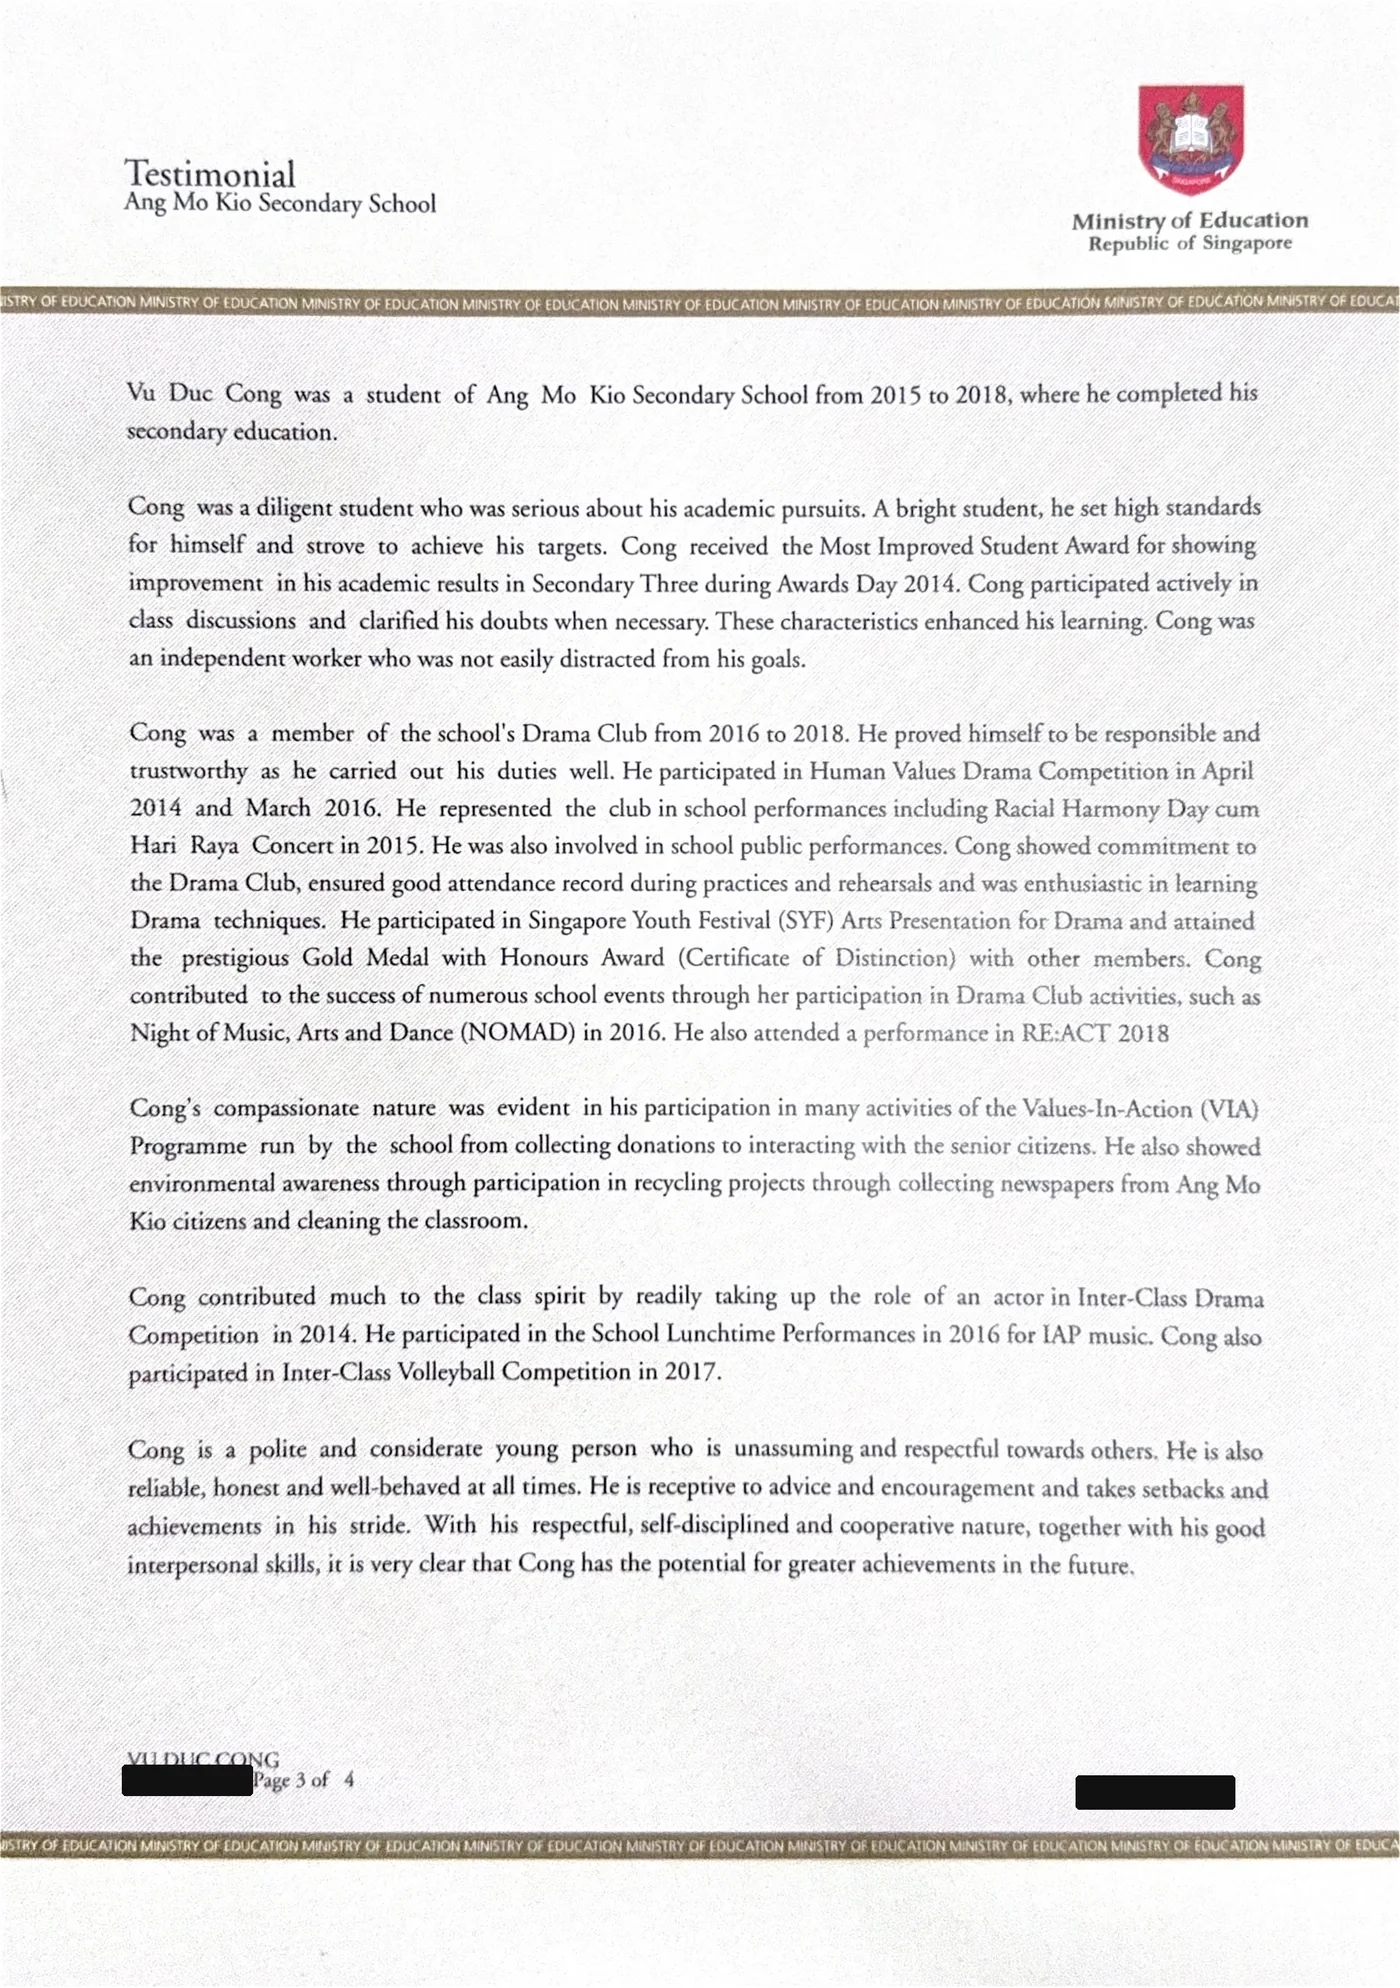 Testimonial
Ang Mo Kio Secondary School
SINGAPORE
Ministry of Education
Republic of Singapore
ISTRY OF EDUCATION MINISTRY OF EDUCATION MINISTRY OF EDUCATION MINISTRY OF EDUCATION MINISTRY OF EDUCATION MINISTRY OF EDUCATION MINISTRY OF EDUCATION MINISTRY OF EDUCATION MINISTRY OF EDUCAT
Vu Duc Cong was a student of Ang Mo Kio Secondary School from 2015 to 2018, where he completed his
secondary education.
Cong was a diligent student who was serious about his academic pursuits. A bright student, he set high standards
for himself and strove to achieve his targets. Cong received the Most Improved Student Award for showing
improvement in his academic results in Secondary Three during Awards Day 2014. Cong participated actively in
class discussions and clarified his doubts when necessary. These characteristics enhanced his learning. Cong was
an independent worker who was not easily distracted from his goals.
Cong was a member of the school's Drama Club from 2016 to 2018. He proved himself to be responsible and
trustworthy as he carried out his duties well. He participated in Human Values Drama Competition in April
2014 and March 2016. He represented the club in school performances including Racial Harmony Day cum
Hari Raya Concert in 2015. He was also involved in school public performances. Cong showed commitment to
the Drama Club, ensured good attendance record during practices and rehearsals and was enthusiastic in learning
Drama techniques. He participated in Singapore Youth Festival (SYF) Arts Presentation for Drama and attained
the prestigious Gold Medal with Honours Award (Certificate of Distinction) with other members. Cong
contributed to the success of numerous school events through her participation in Drama Club activities, such as
Night of Music, Arts and Dance (NOMAD) in 2016. He also attended a performance in RE:ACT 2018
Cong's compassionate nature was evident in his participation in many activities of the Values-In-Action (VIA)
Programme run by the school from collecting donations to interacting with the senior citizens. He also showed
environmental awareness through participation in recycling projects through collecting newspapers from Ang Mo
Kio citizens and cleaning the classroom.
Cong contributed much to the class spirit by readily taking up the role of an actor in Inter-Class Drama
Competition in 2014. He participated in the School Lunchtime Performances in 2016 for IAP music. Cong also
participated in Inter-Class Volleyball Competition in 2017.
Cong is a polite and considerate young person who is unassuming and respectful towards others. He is also
reliable, honest and well-behaved at all times. He is receptive to advice and encouragement and takes setbacks and
achievements in his stride. With his respectful, self-disciplined and cooperative nature, together with his good
interpersonal skills, it is very clear that Cong has the potential for greater achievements in the future.
VU DUC CONG
Page 3 of 4
ISTRY OF EDUCATION MINISTRY OF EDUCATION MINISTRY OF EDUCATION MINISTRY OF EDUCATION MINISTRY OF EDUCATION MINISTRY OF EDUCATION MINISTRY OF EDUCATION MINISTRY OF EDUCATION MINISTRY OF EDUCA